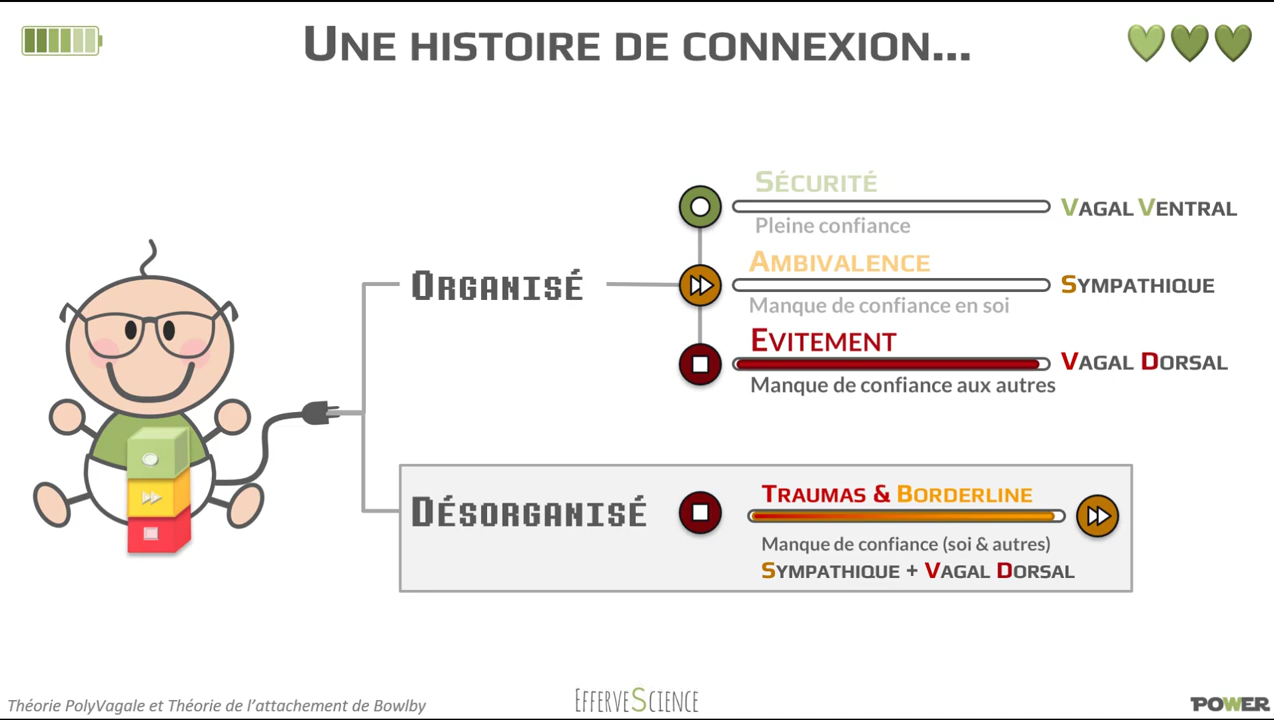 UNE HISTOIRE DE CONNEXION...
SÉCURITÉ
Pleine confiance
VAGAL VENTRAL
ORGANISÉ
AMBIVALENCE
Manque de confiance en soi
SYMPATHIQUE
EVITEMENT
Manque de confiance aux autres
VAGAL DORSAL
DÉSORGANISÉ
TRAUMAS & BORDERLINE
Manque de confiance (soi & autres)
SYMPATHIQUE + VAGAL DORSAL
Théorie PolyVagale et Théorie de l'attachement de Bowlby
EFFERVESCIENCE
POWER